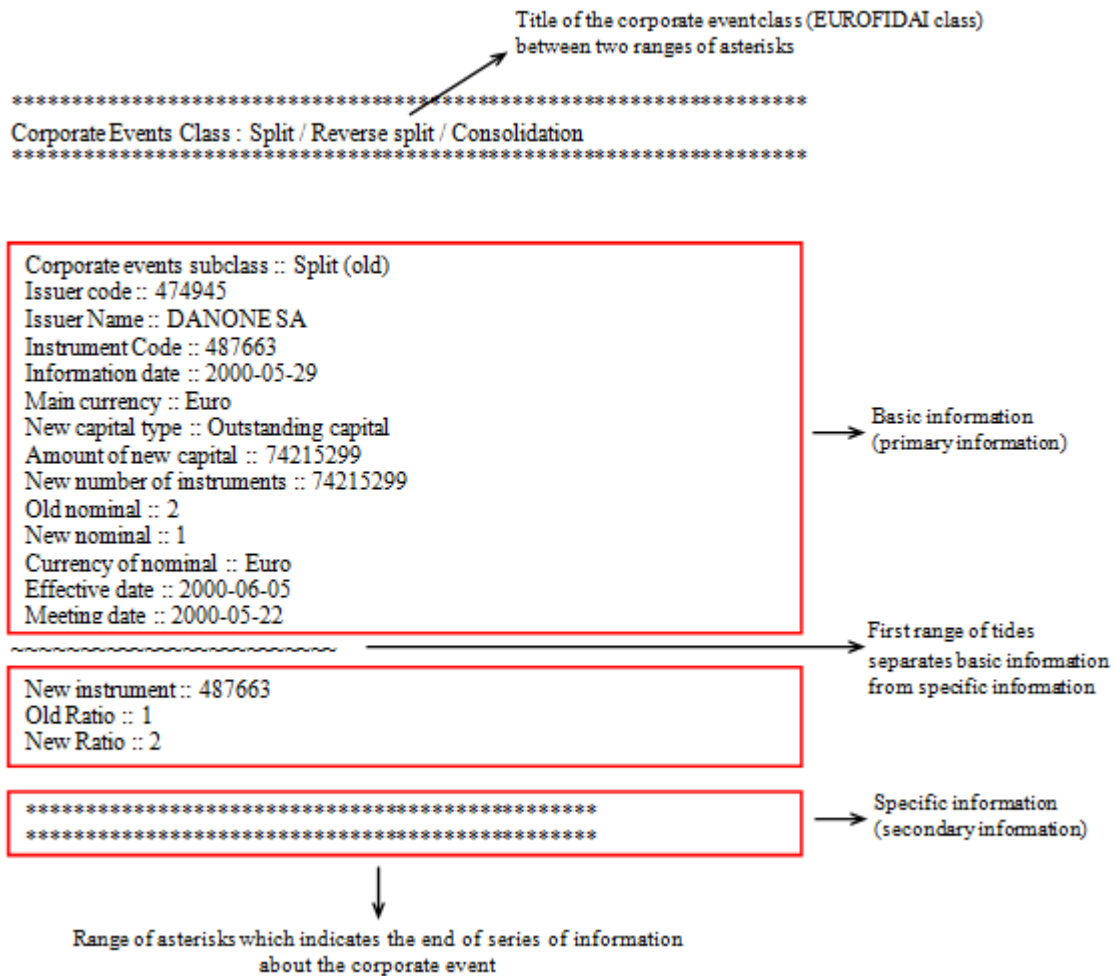 Title of the corporate event class (EUROFIDAI class)
between two ranges of asterisks
******************************************************************
Corporate Events Class : Split / Reverse split / Consolidation
******************************************************************
Corporate events subclass :: Split (old)
Issuer code :: 474945
Issuer Name :: DANONE SA
Instrument Code :: 487663
Information date :: 2000-05-29
Main currency :: Euro
New capital type :: Outstanding capital
Amount of new capital :: 74215299
New number of instruments :: 74215299
Old nominal :: 2
New nominal :: 1
Currency of nominal :: Euro
Effective date :: 2000-06-05
Meeting date :: 2000-05-22
Basic information
(primary information)
~~~~~~~~~~~~~~~~~~~~~~~~
First range of tides
separates basic information
from specific information
New instrument :: 487663
Old Ratio :: 1
New Ratio :: 2
************************************************
************************************************
Specific information
(secondary information)
Range of asterisks which indicates the end of series of information
about the corporate event